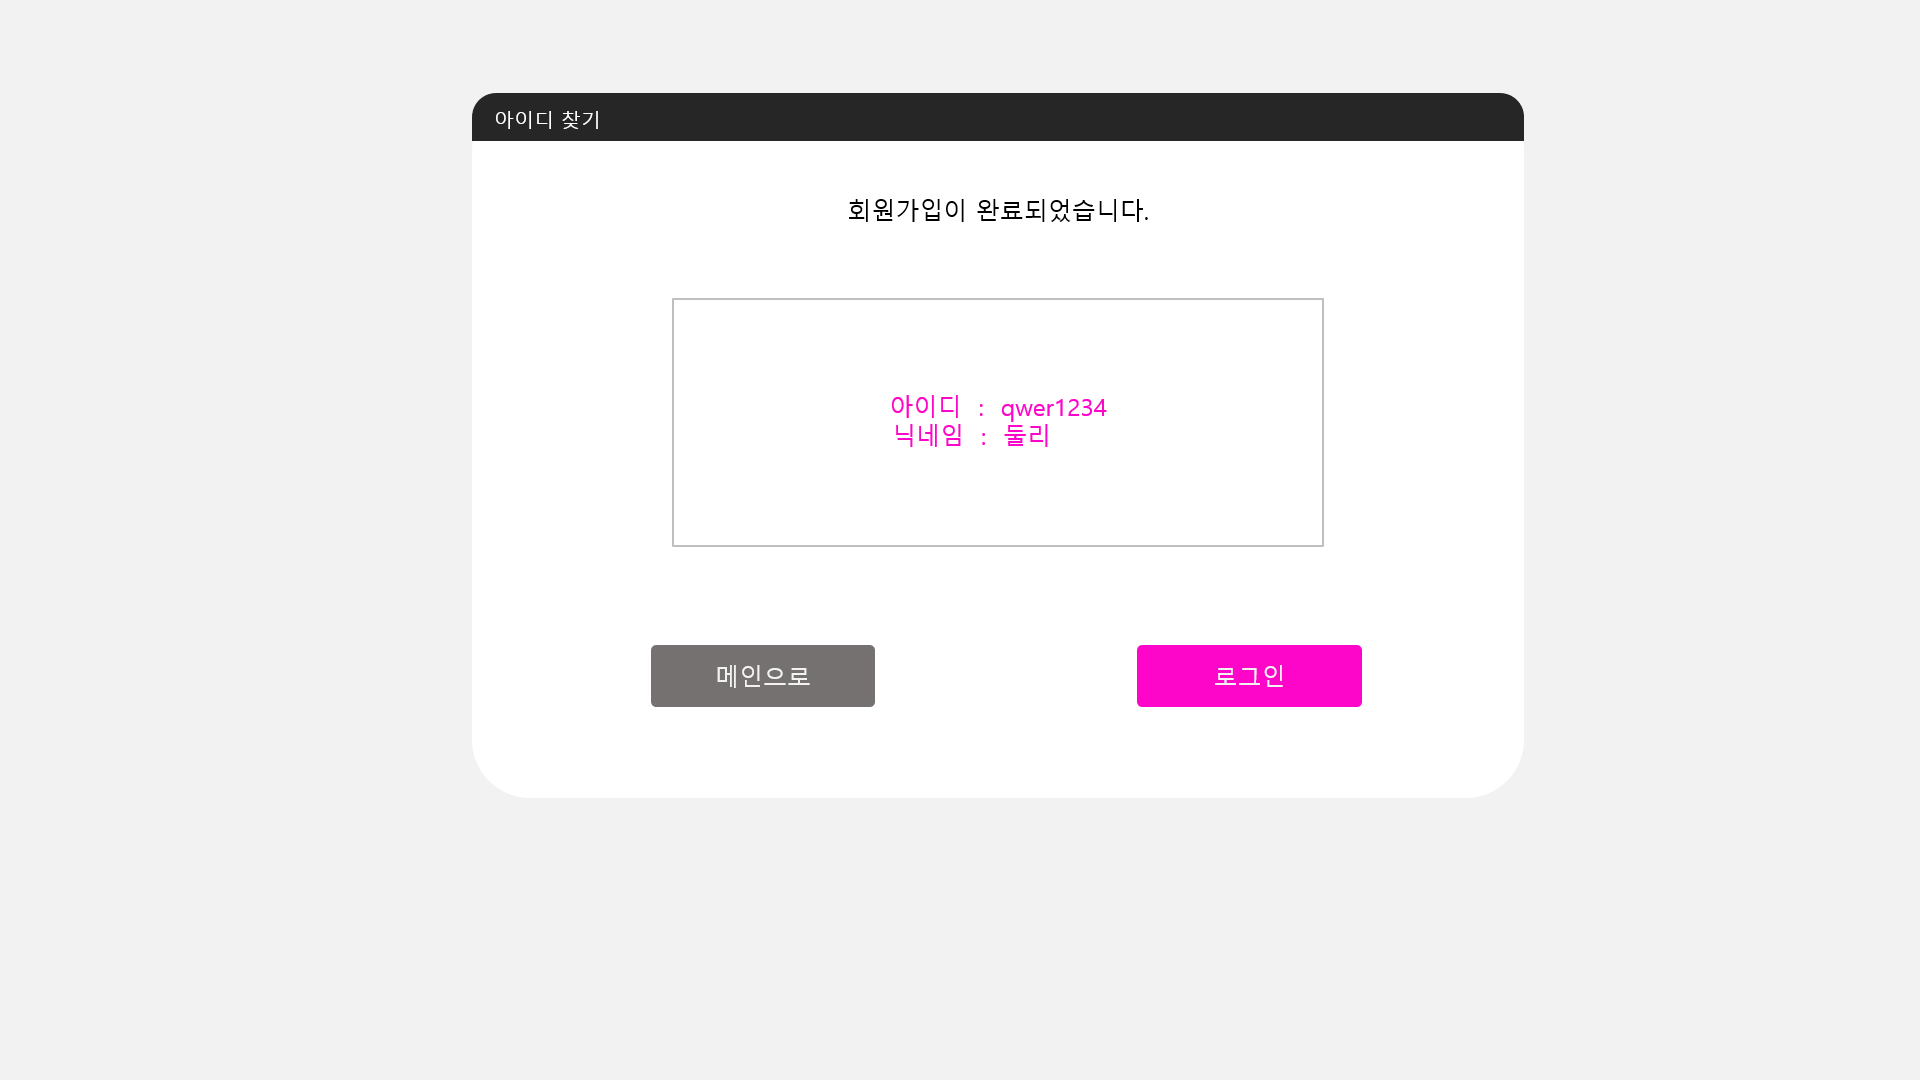 아이디 찾기
회원가입이 완료되었습니다.
아이디 : qwer1234
닉네임 : 둘리
메인으로
로그인